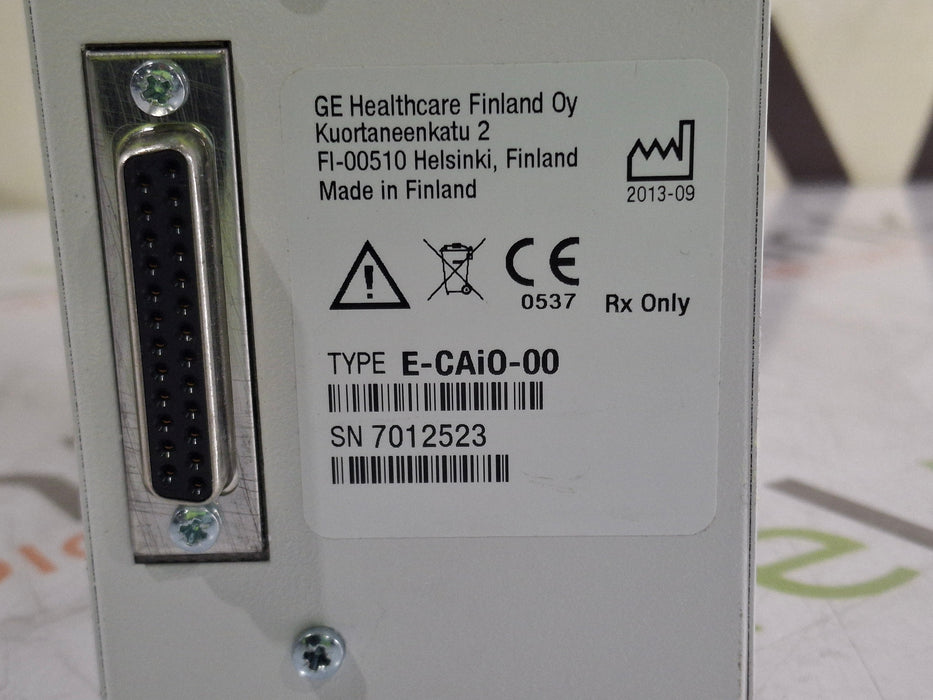 GE Healthcare Finland Oy
Kuortaneenkatu 2
FI-00510 Helsinki, Finland
Made in Finland
2013-09
CE
0537
Rx Only
TYPE E-CAiO-00
SN 7012523